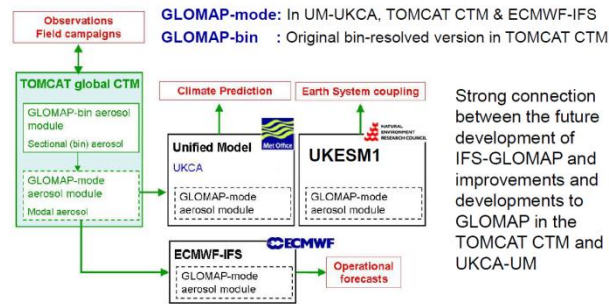 GLOMAP-mode: In UM-UKCA, TOMCAT CTM & ECMWF-IFS
GLOMAP-bin : Original bin-resolved version in TOMCAT CTM
Observations
Field campaigns
TOMCAT global CTM
GLOMAP-bin aerosol
module
Sectional (bin) aerosol
GLOMAP-mode
aerosol module
Modal aerosol
Climate Prediction
Unified Model
UKCA
Met Office
GLOMAP-mode
aerosol module
Earth System coupling
NATURAL
ENVIRONMENT
RESEARCH COUNCIL
UKESM1
GLOMAP-mode
aerosol module
ECMWF-IFS
ECMWF
GLOMAP-mode
aerosol module
Operational
forecasts
Strong connection
between the future
development of
IFS-GLOMAP and
improvements and
developments to
GLOMAP in the
TOMCAT CTM and
UKCA-UM